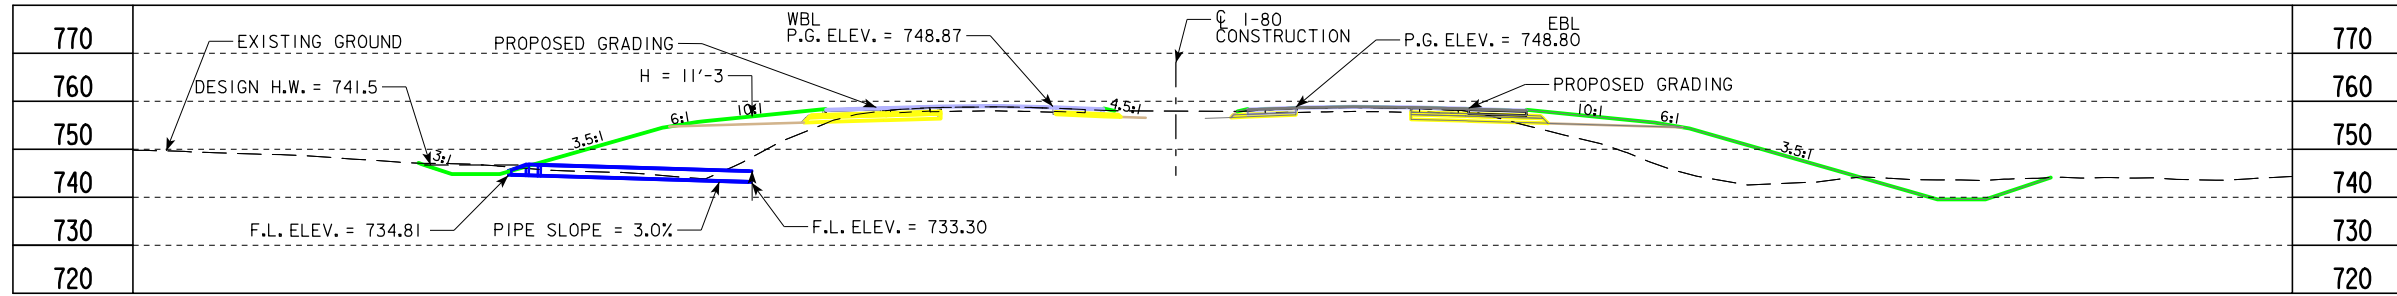 WBL
P.G. ELEV. = 748.87
℄ I-80
CONSTRUCTION
EBL
P.G. ELEV. = 748.80
770
EXISTING GROUND
PROPOSED GRADING
770
H = 11'-3
760
DESIGN H.W. = 741.5
PROPOSED GRADING
760
6:1
10:1
4.5:1
10:1
6:1
750
3:1
3.5:1
3.5:1
750
740
740
F.L. ELEV. = 734.81
PIPE SLOPE = 3.0%
F.L. ELEV. = 733.30
730
730
720
720